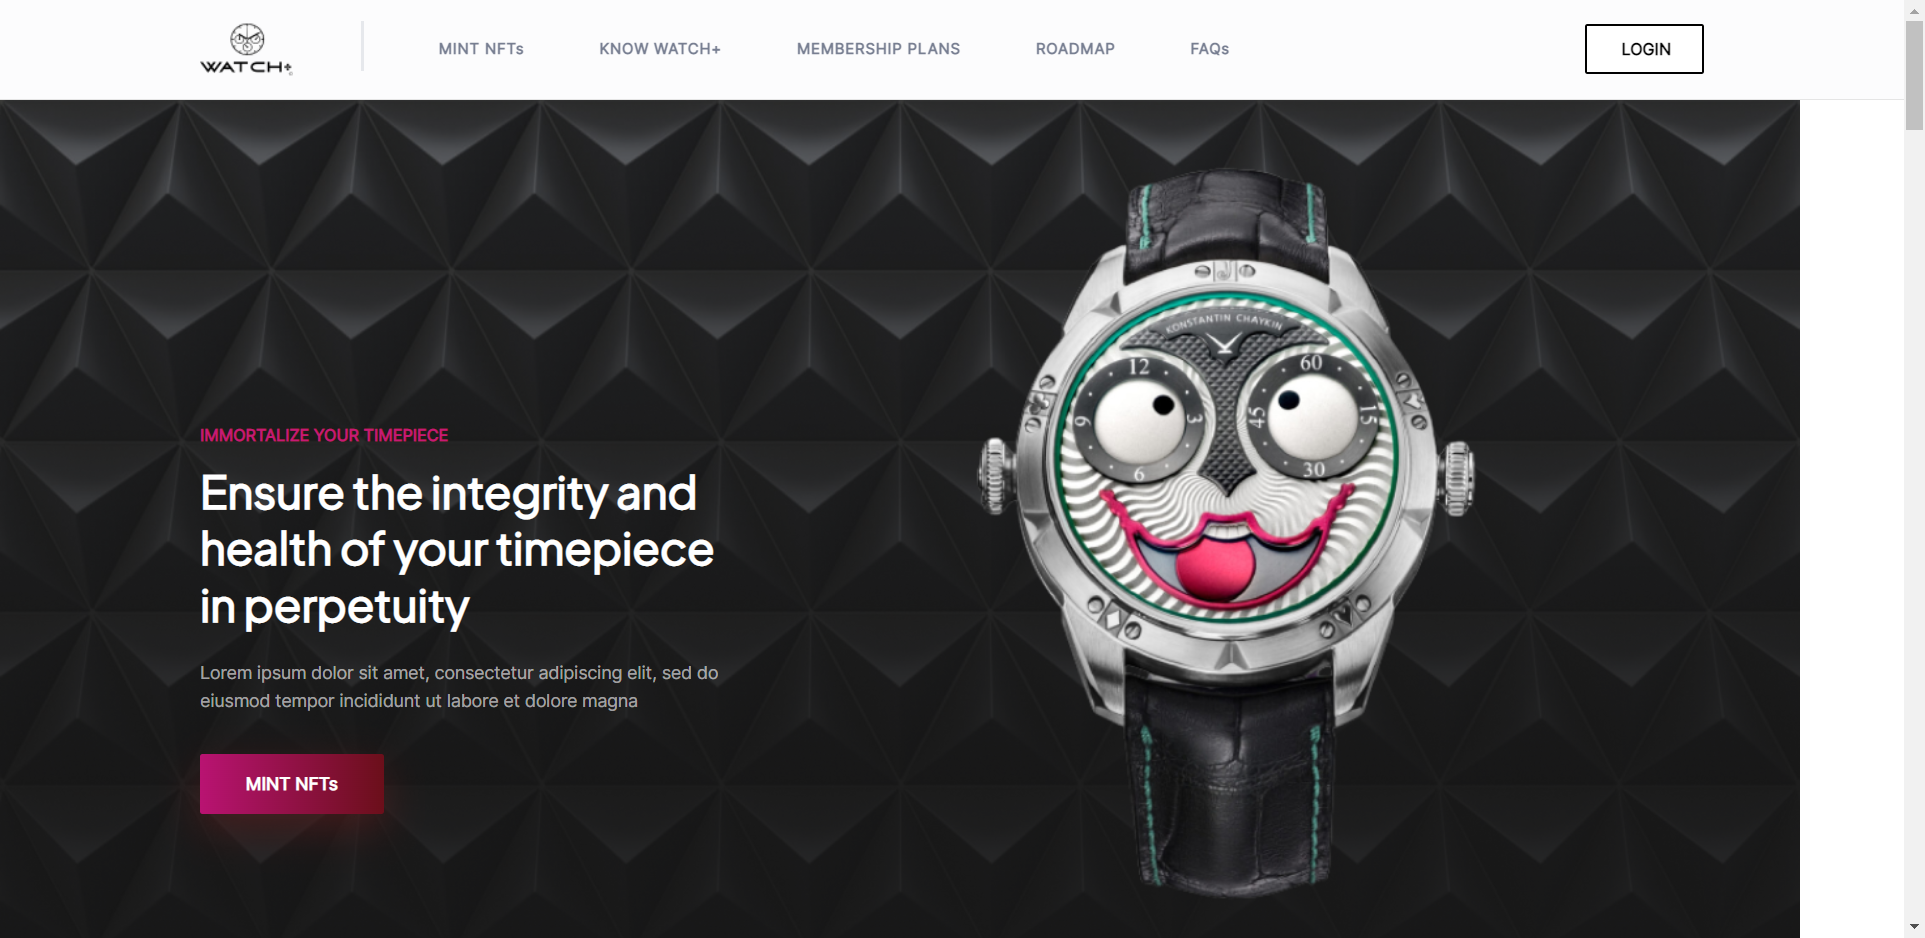 WATCH+
MINT NFTs
KNOW WATCH+
MEMBERSHIP PLANS
ROADMAP
FAQs
LOGIN
IMMORTALIZE YOUR TIMEPIECE
Ensure the integrity and
health of your timepiece
in perpetuity
Lorem ipsum dolor sit amet, consectetur adipiscing elit, sed do
eiusmod tempor incididunt ut labore et dolore magna
MINT NFTs
J
KONSTANTIN CHAYKIN
12
3
6
9
60
15
30
45